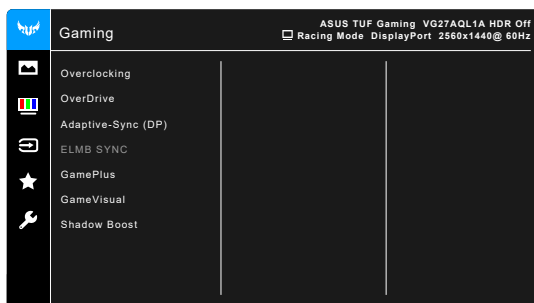 Gaming
ASUS TUF Gaming VG27AQL1A HDR Off
Racing Mode DisplayPort 2560x1440@ 60Hz
Overclocking
OverDrive
Adaptive-Sync (DP)
ELMB SYNC
GamePlus
GameVisual
Shadow Boost